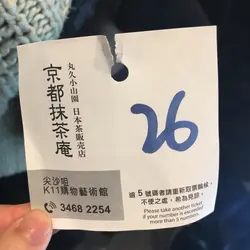 丸久小山園
日本茶販売店
京都抹茶庵
26
尖沙咀
K11購物藝術館
3468 2254
過5號購者請重新取票輪候,
不便之處,希為見諒。
Please take another ticket
if your number is exceeded
more than 5 numbers.